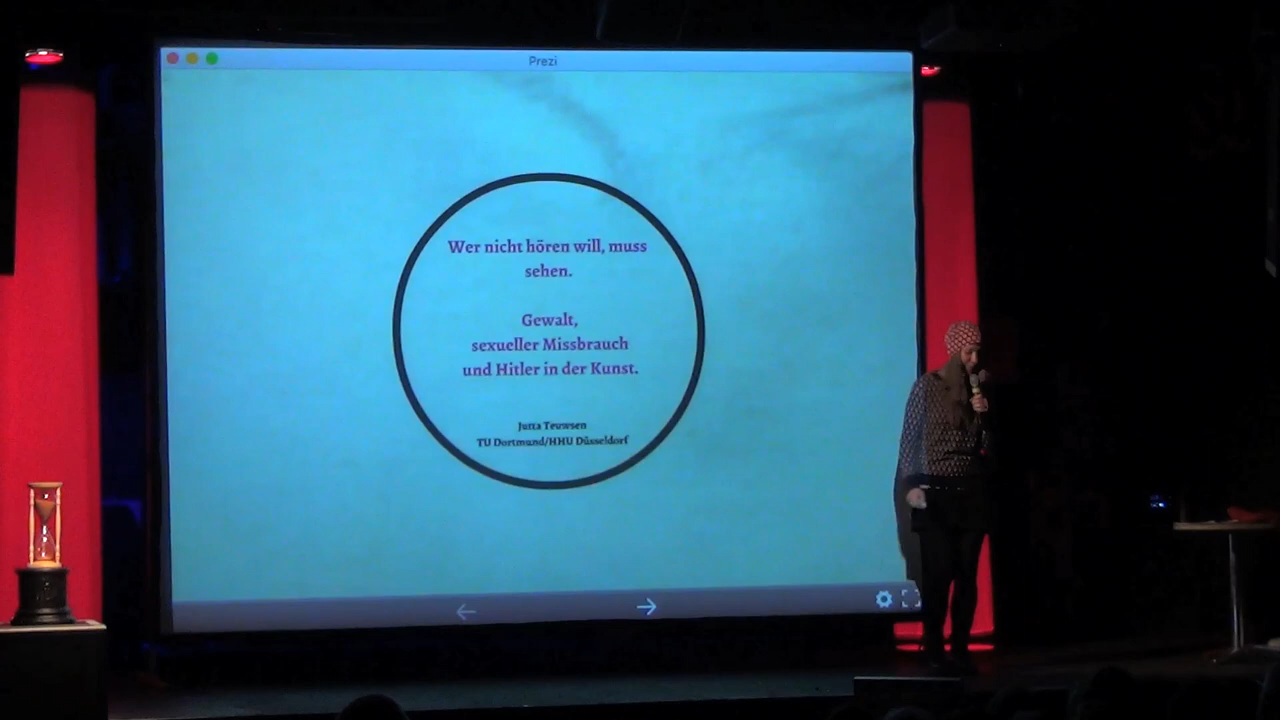 Prezi
Wer nicht hören will, muss
sehen.
Gewalt,
sexueller Missbrauch
und Hitler in der Kunst.
Jutta Teuwsen
TU Dortmund/HHU Düsseldorf